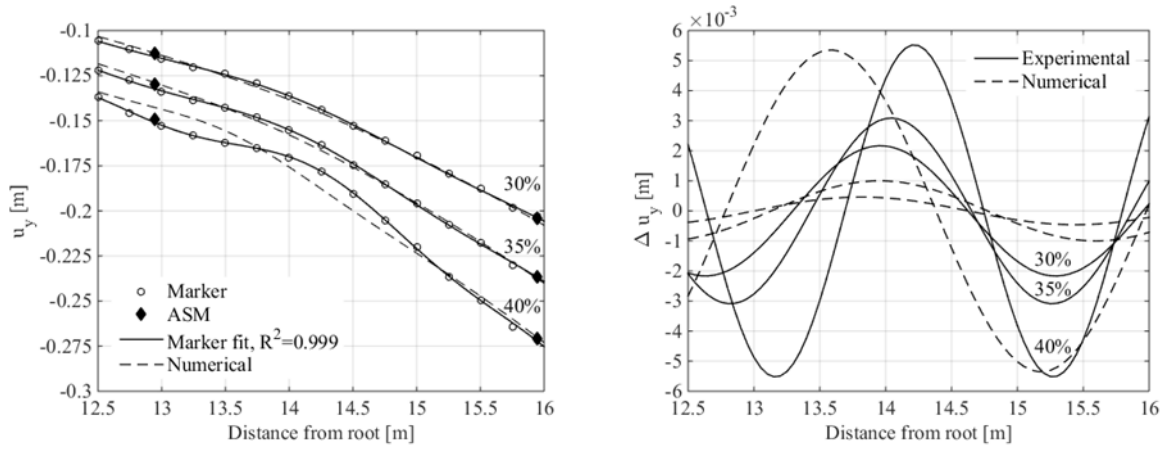 -0.1
-0.125
-0.15
-0.175
-0.2
-0.225
-0.25
-0.275
-0.3
u_y [m]
30%
35%
40%
Marker
ASM
Marker fit, R²=0.999
Numerical
12.5 13 13.5 14 14.5 15 15.5 16
Distance from root [m]
×10⁻³
6
5
4
3
2
1
0
-1
-2
-3
-4
-5
-6
Δ u_y [m]
Experimental
Numerical
30%
35%
40%
12.5 13 13.5 14 14.5 15 15.5 16
Distance from root [m]